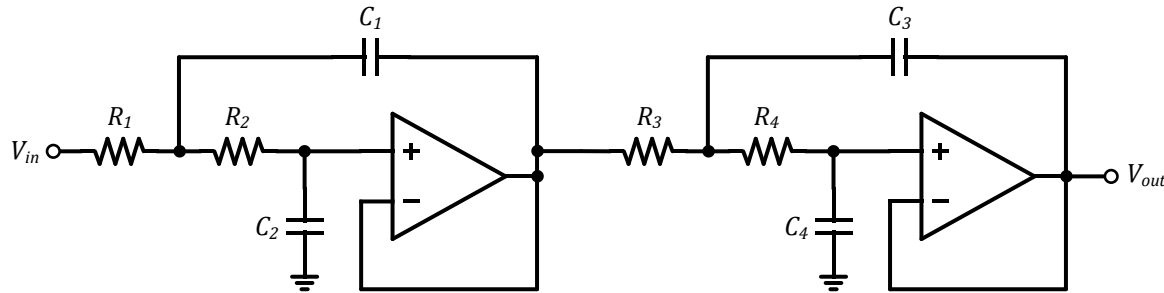 C1
C3
R1
R2
R3
R4
Vin
+
+
Vout
−
−
C2
C4